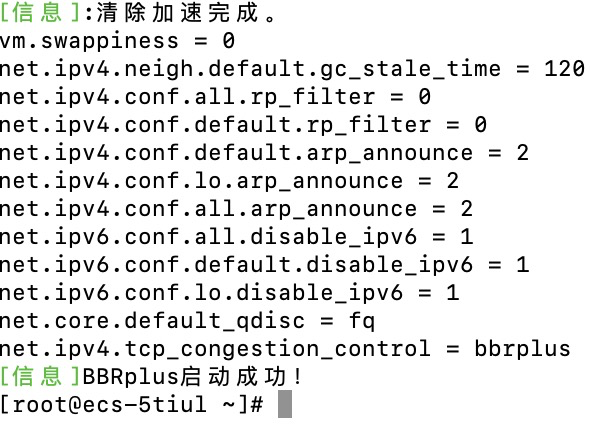 [信息]:清除加速完成。
vm.swappiness = 0
net.ipv4.neigh.default.gc_stale_time = 120
net.ipv4.conf.all.rp_filter = 0
net.ipv4.conf.default.rp_filter = 0
net.ipv4.conf.default.arp_announce = 2
net.ipv4.conf.lo.arp_announce = 2
net.ipv4.conf.all.arp_announce = 2
net.ipv6.conf.all.disable_ipv6 = 1
net.ipv6.conf.default.disable_ipv6 = 1
net.ipv6.conf.lo.disable_ipv6 = 1
net.core.default_qdisc = fq
net.ipv4.tcp_congestion_control = bbrplus
[信息]BBRplus启动成功！
[root@ecs-5tiul ~]#